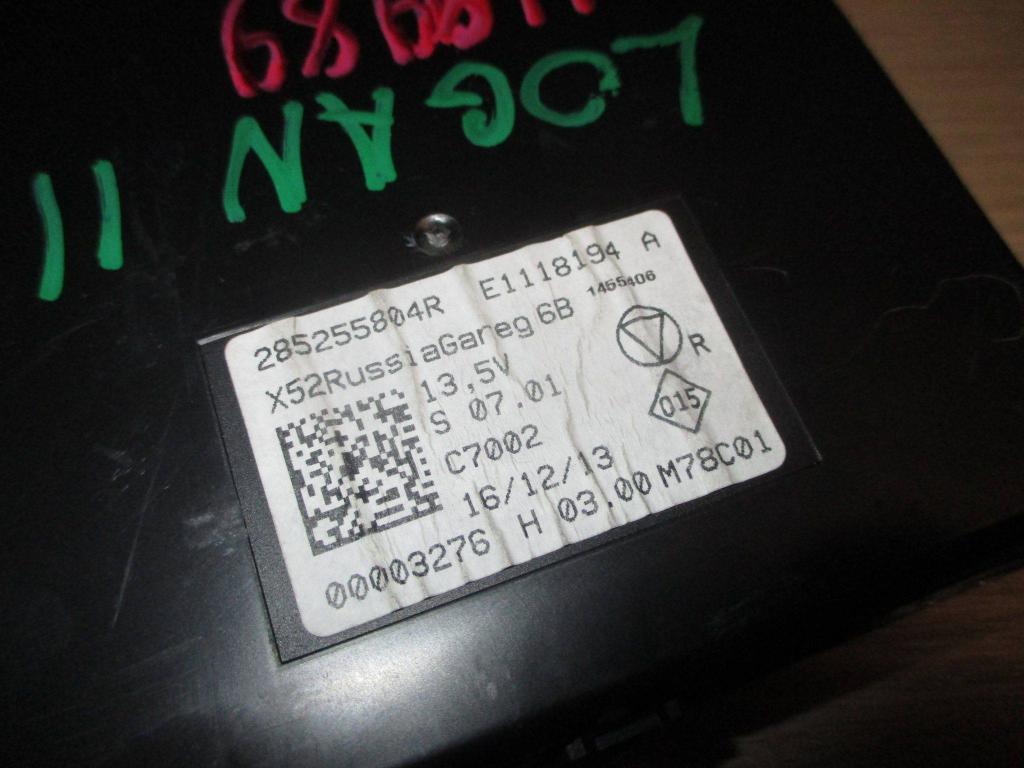 LOGAN II
285255804R E1118194 A
X52RussiaGareg 6B 1455406
13,5V
R
S 07.01
015
C7002
16/12/13
00003276 H 03.00 M78C01